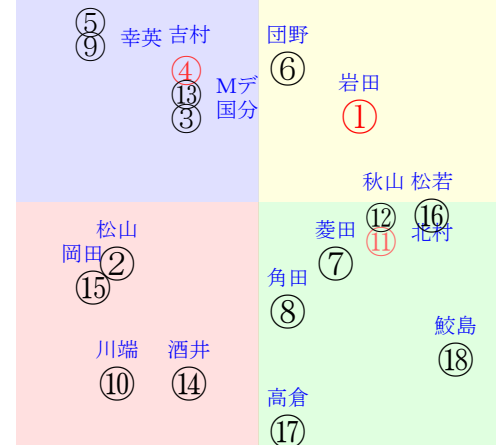 ⑤
⑨ 幸英 吉村
④
⑬ Mデ
③ 国分
団野
⑥
岩田
①
秋山 松若
⑫ ⑯
⑪ 北村
菱田
⑦
角田
⑧
松山
②
岡田
⑮
川端 酒井
⑩ ⑭
鮫島
⑱
高倉
⑰